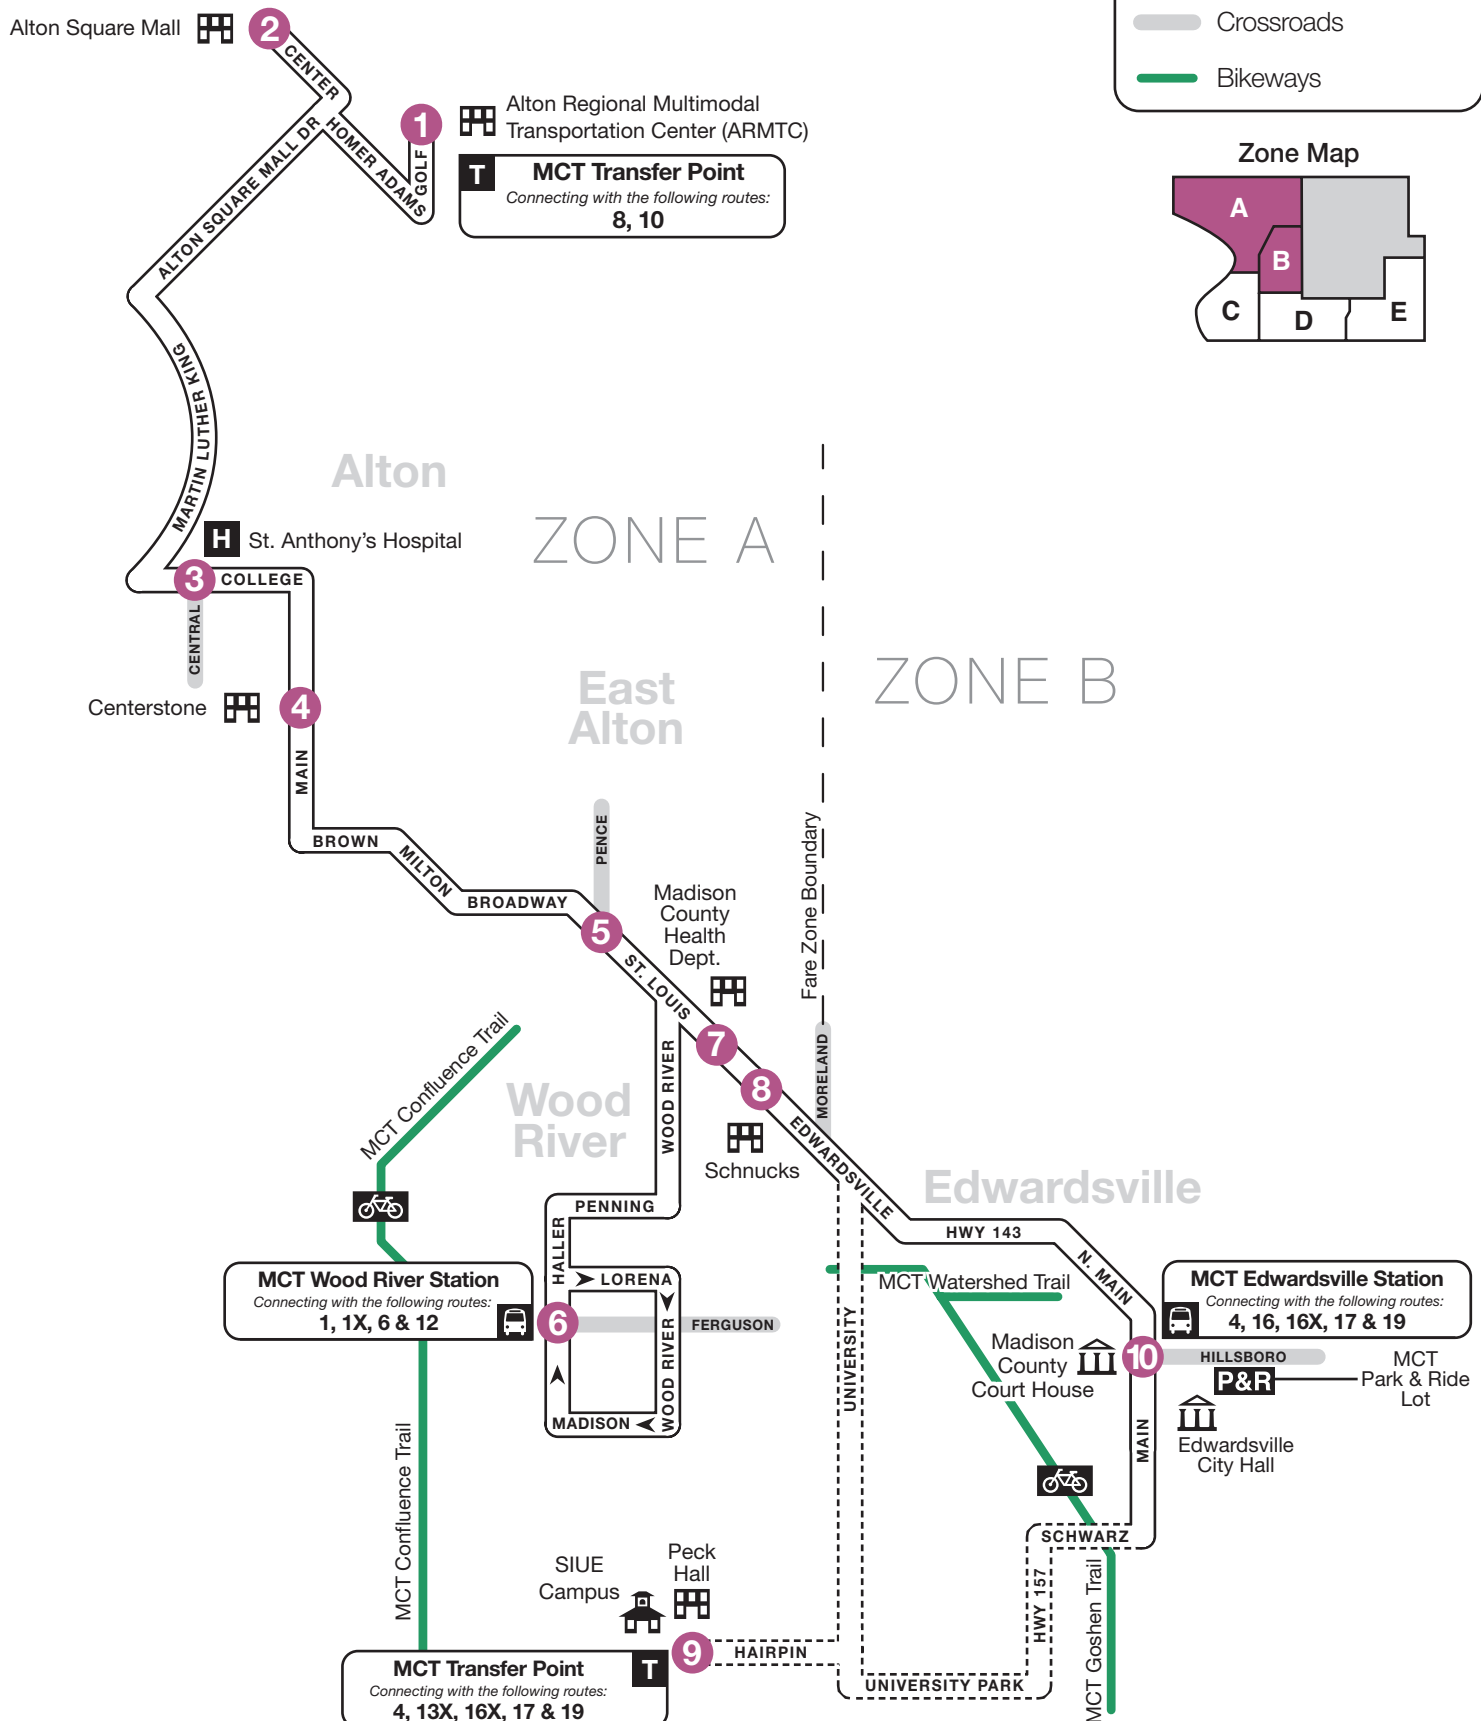 Alton Square Mall
2
CENTER
Crossroads
Bikeways
1
Alton Regional Multimodal
Transportation Center (ARMTC)
T
MCT Transfer Point
Connecting with the following routes:
8, 10
GOLF
HOMER ADAMS
ALTON SQUARE MALL DR
Zone Map
A
B
C
D
E
MARTIN LUTHER KING
Alton
ZONE A
H
St. Anthony's Hospital
3
COLLEGE
CENTRAL
East
Alton
ZONE B
Centerstone
4
MAIN
BROWN
MILTON
BROADWAY
PENCE
5
ST. LOUIS
Madison
County
Health
Dept.
Fare Zone Boundary
7
8
MORELAND
EDWARDSVILLE
Schnucks
MCT Confluence Trail
Wood
River
WOOD RIVER
PENNING
HALLER
LORENA
Edwardsville
HWY 143
N. MAIN
MCT Wood River Station
Connecting with the following routes:
1, 1X, 6 & 12
6
FERGUSON
WOOD RIVER
MADISON
MCT Watershed Trail
UNIVERSITY
MCT Edwardsville Station
Connecting with the following routes:
4, 16, 16X, 17 & 19
Madison
County
Court House
10
HILLSBORO
P&R
MCT
Park & Ride
Lot
MAIN
Edwardsville
City Hall
MCT Confluence Trail
SCHWARZ
HWY 157
MCT Goshen Trail
SIUE
Campus
Peck
Hall
9
HAIRPIN
UNIVERSITY PARK
MCT Transfer Point
T
Connecting with the following routes:
4, 13X, 16X, 17 & 19